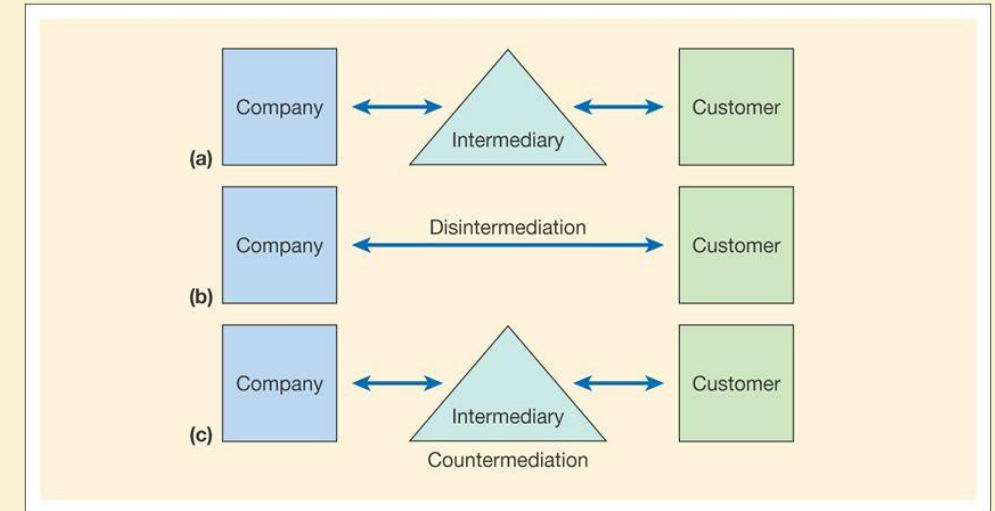 Company
Intermediary
Customer
(a)
Company
Disintermediation
Customer
(b)
Company
Intermediary
Customer
(c)
Countermediation